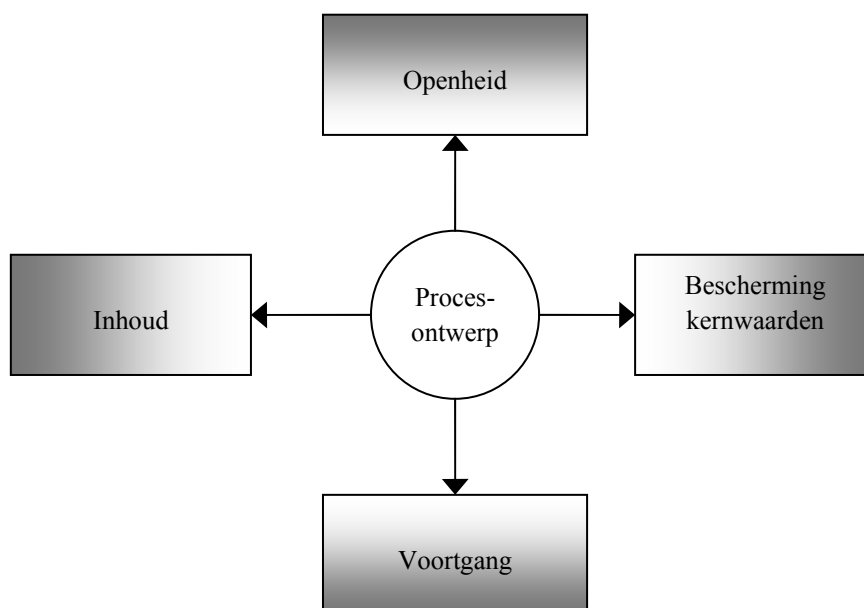 Openheid
Inhoud
Proces-
ontwerp
Bescherming
kernwaarden
Voortgang